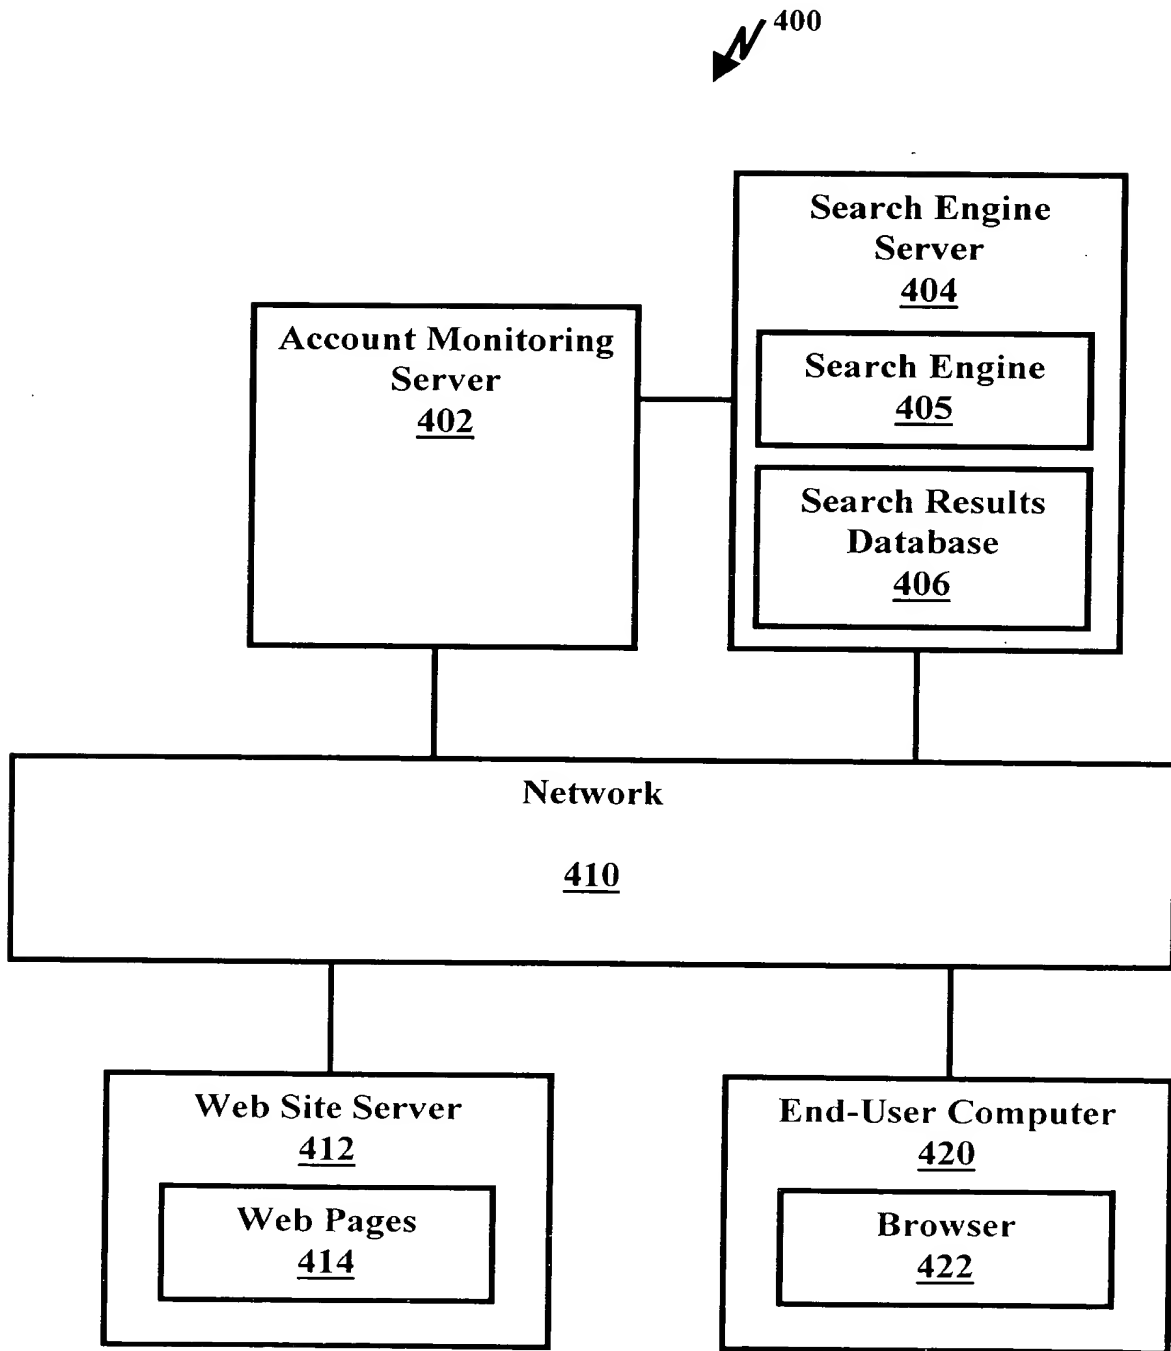 400
Search Engine
Server
404
Account Monitoring
Server
402
Search Engine
405
Search Results
Database
406
Network
410
Web Site Server
412
Web Pages
414
End-User Computer
420
Browser
422